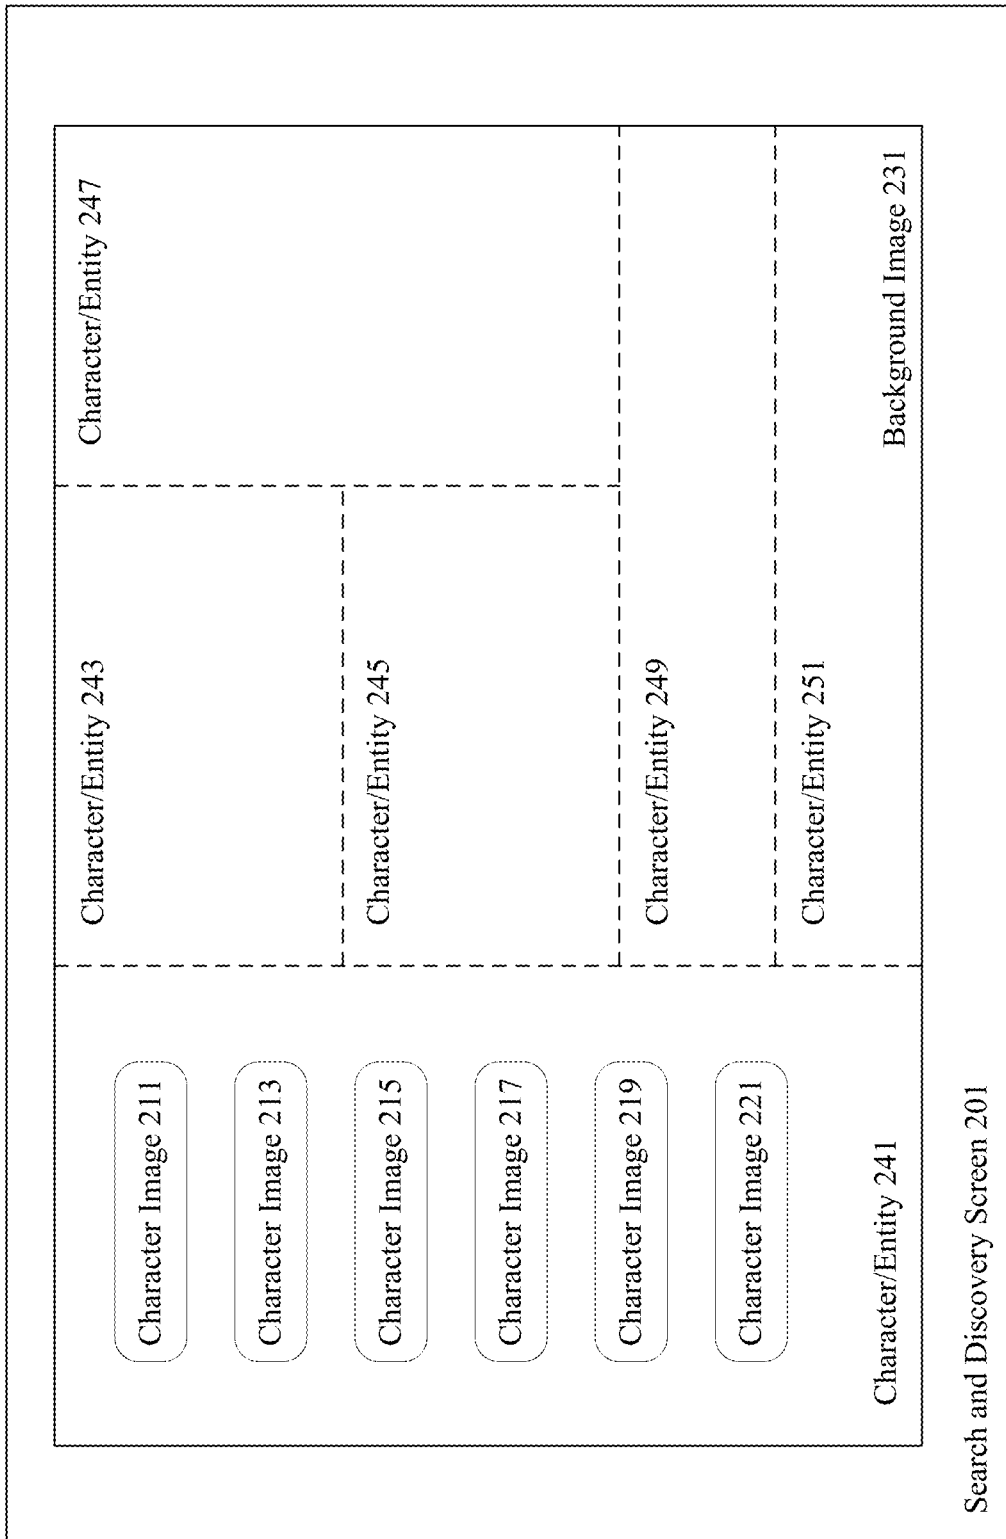 Character Image 211
Character Image 213
Character Image 215
Character Image 217
Character Image 219
Character Image 221
Character/Entity 241
Character/Entity 243
Character/Entity 247
Character/Entity 245
Character/Entity 249
Character/Entity 251
Background Image 231
Search and Discovery Screen 201